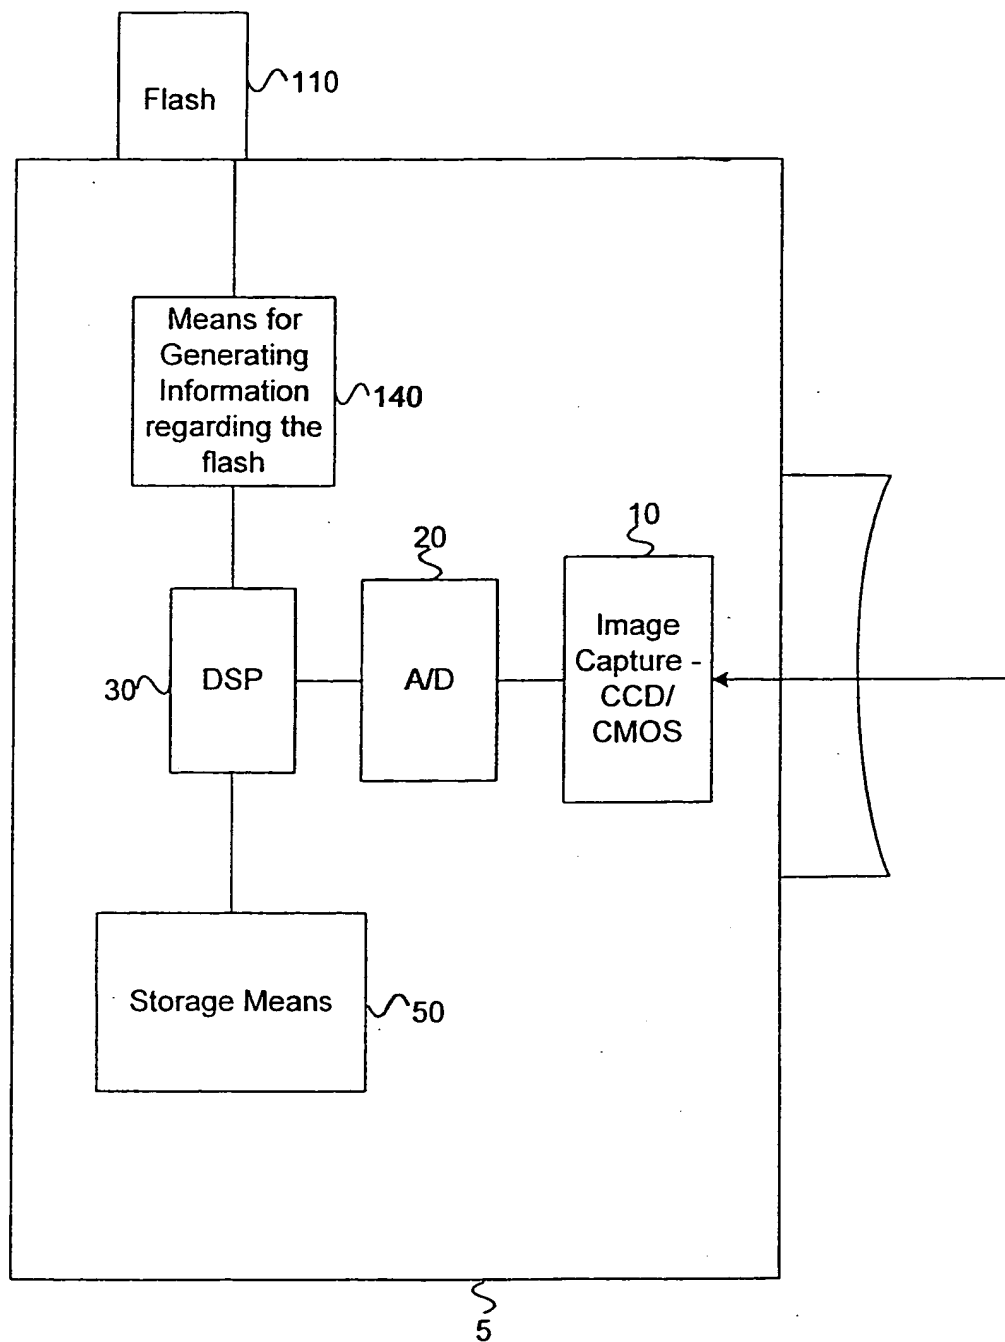 Flash
110
Means for
Generating
Information
regarding the
flash
140
10
20
Image
Capture -
CCD/
CMOS
A/D
DSP
30
Storage Means
50
5